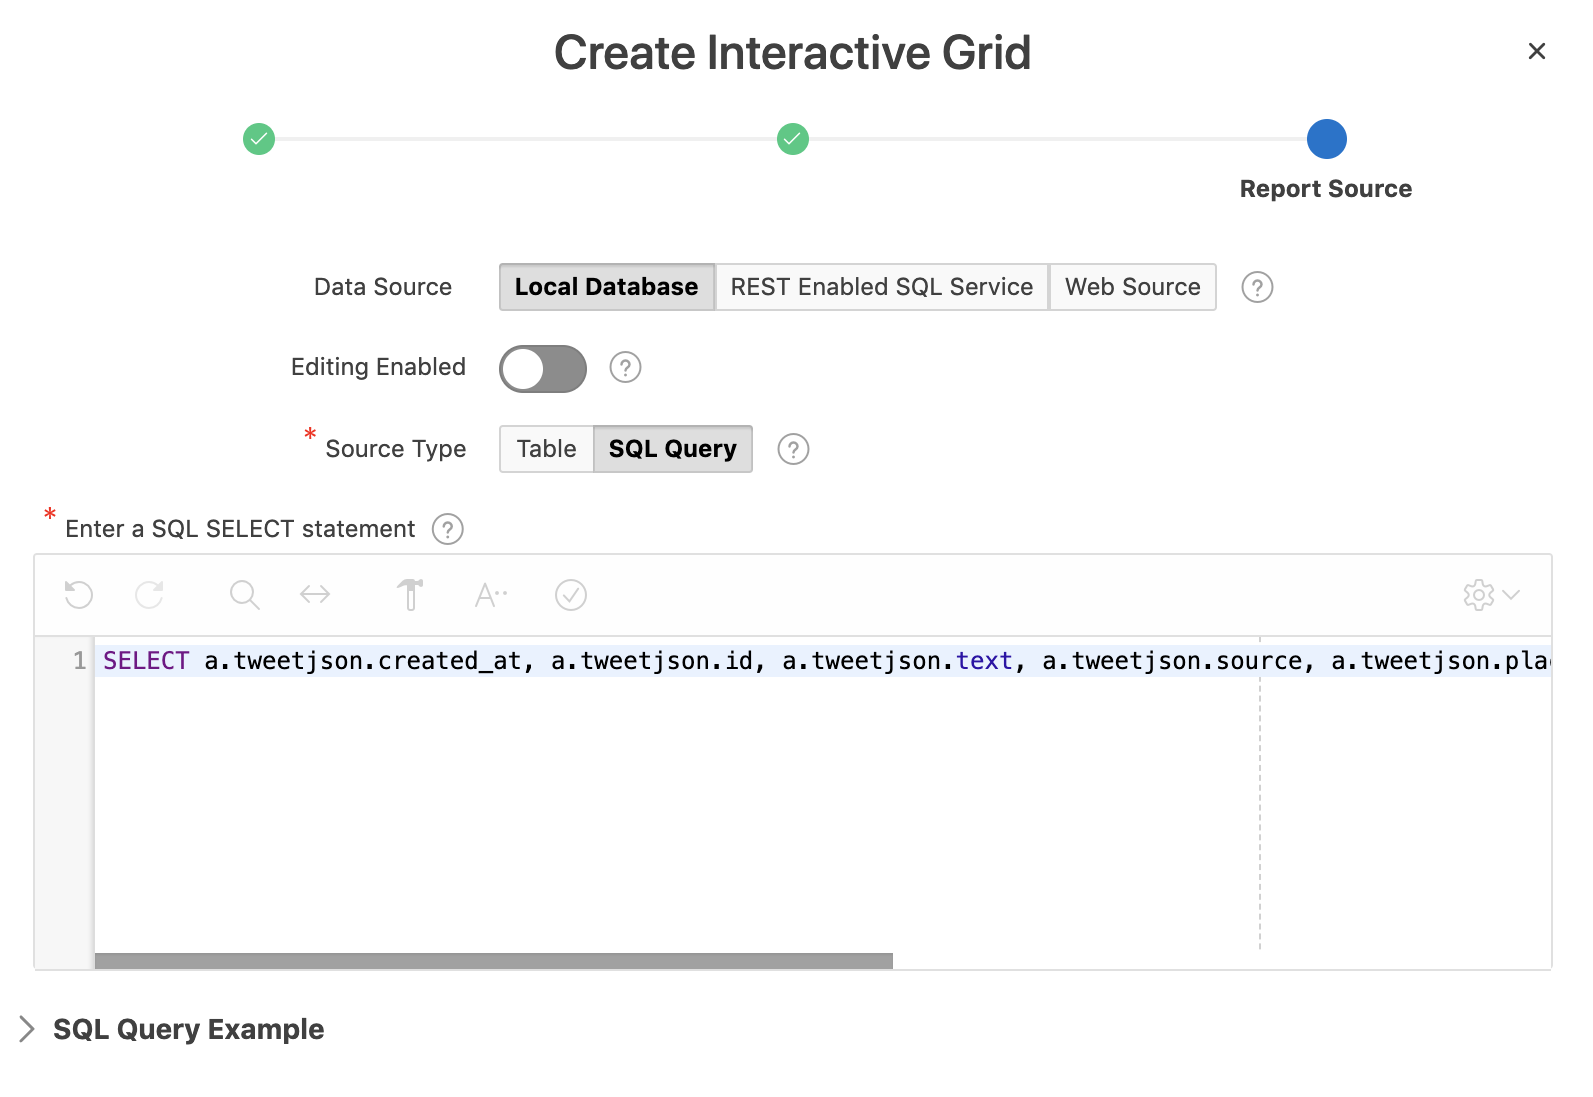 Create Interactive Grid
Report Source
Data Source Local Database REST Enabled SQL Service Web Source ?
Editing Enabled ?
* Source Type Table SQL Query ?
* Enter a SQL SELECT statement ?
A··
1 SELECT a.tweetjson.created_at, a.tweetjson.id, a.tweetjson.text, a.tweetjson.source, a.tweetjson.pla
SQL Query Example